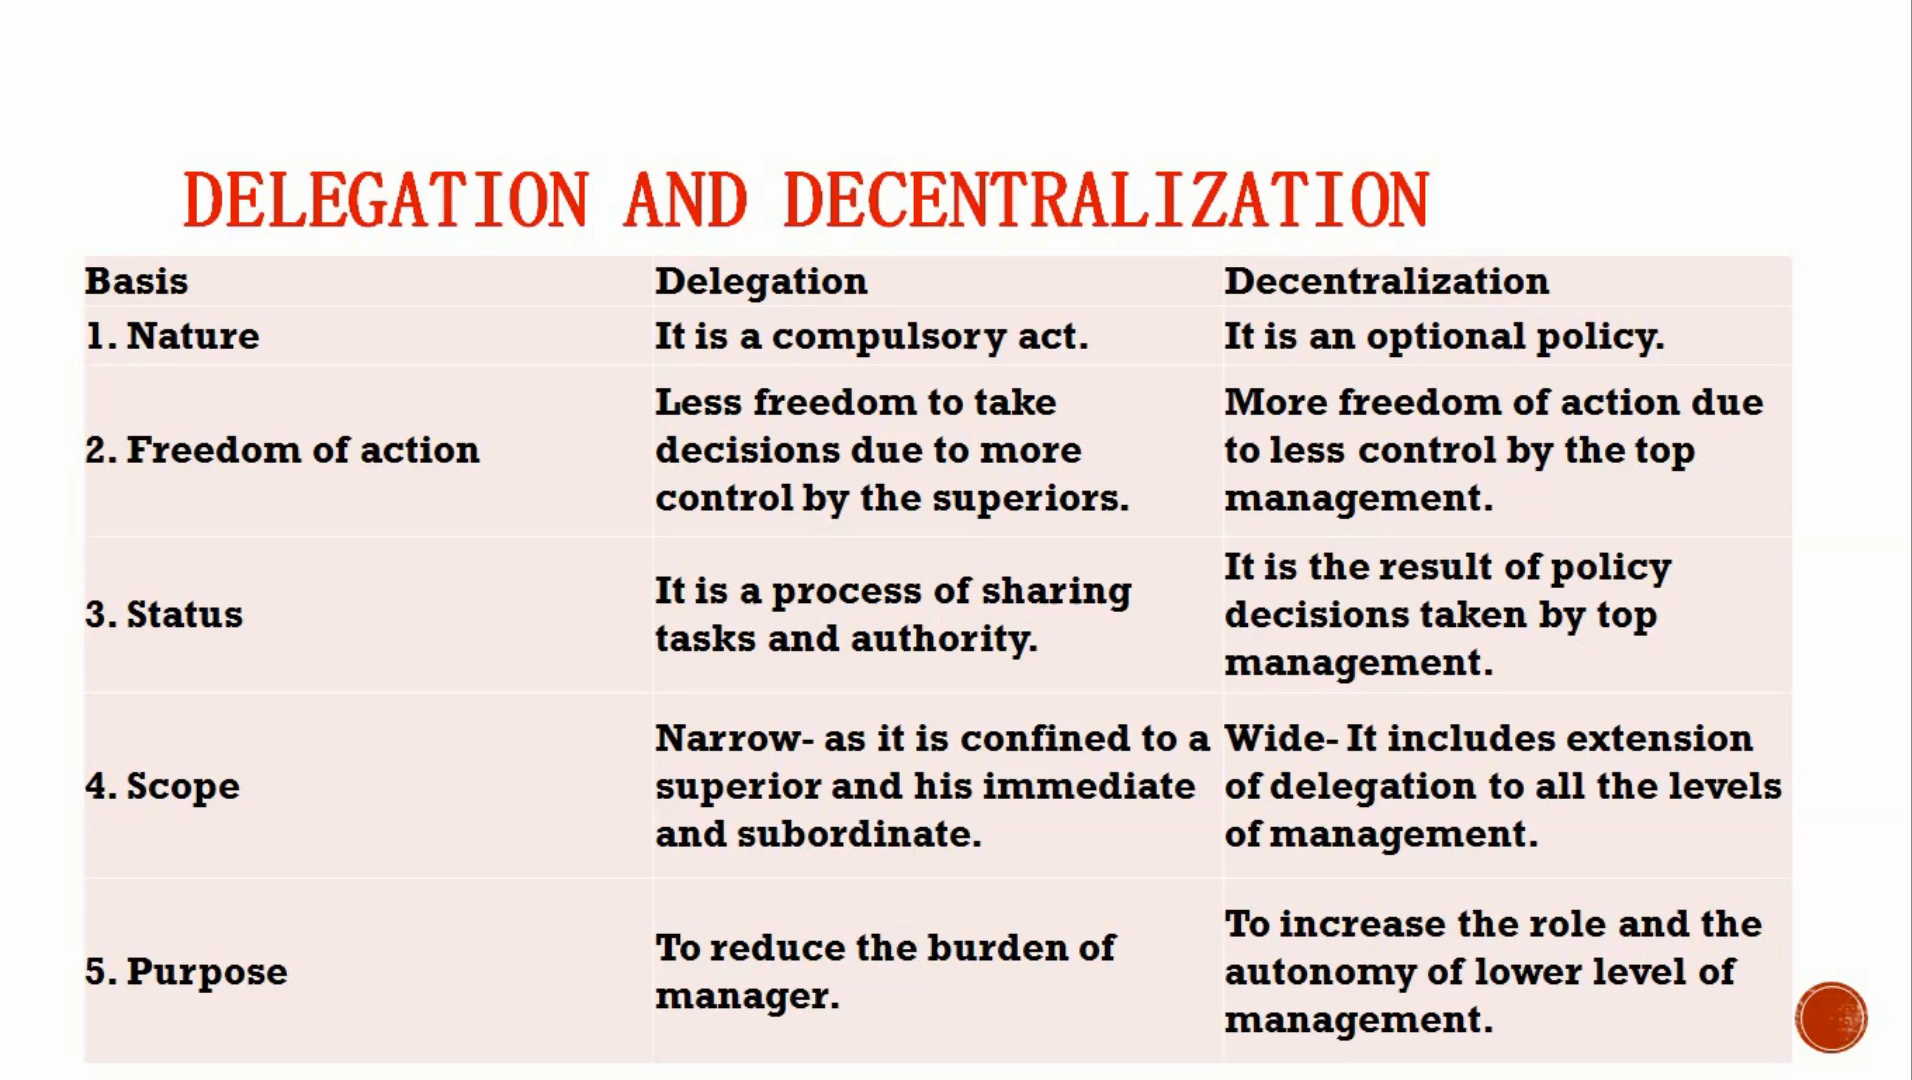 DELEGATION AND DECENTRALIZATION
Basis
Delegation
Decentralization
1. Nature
It is a compulsory act.
It is an optional policy.
2. Freedom of action
Less freedom to take
decisions due to more
control by the superiors.
More freedom of action due
to less control by the top
management.
3. Status
It is a process of sharing
tasks and authority.
It is the result of policy
decisions taken by top
management.
4. Scope
Narrow- as it is confined to a
superior and his immediate
and subordinate.
Wide- It includes extension
of delegation to all the levels
of management.
5. Purpose
To reduce the burden of
manager.
To increase the role and the
autonomy of lower level of
management.